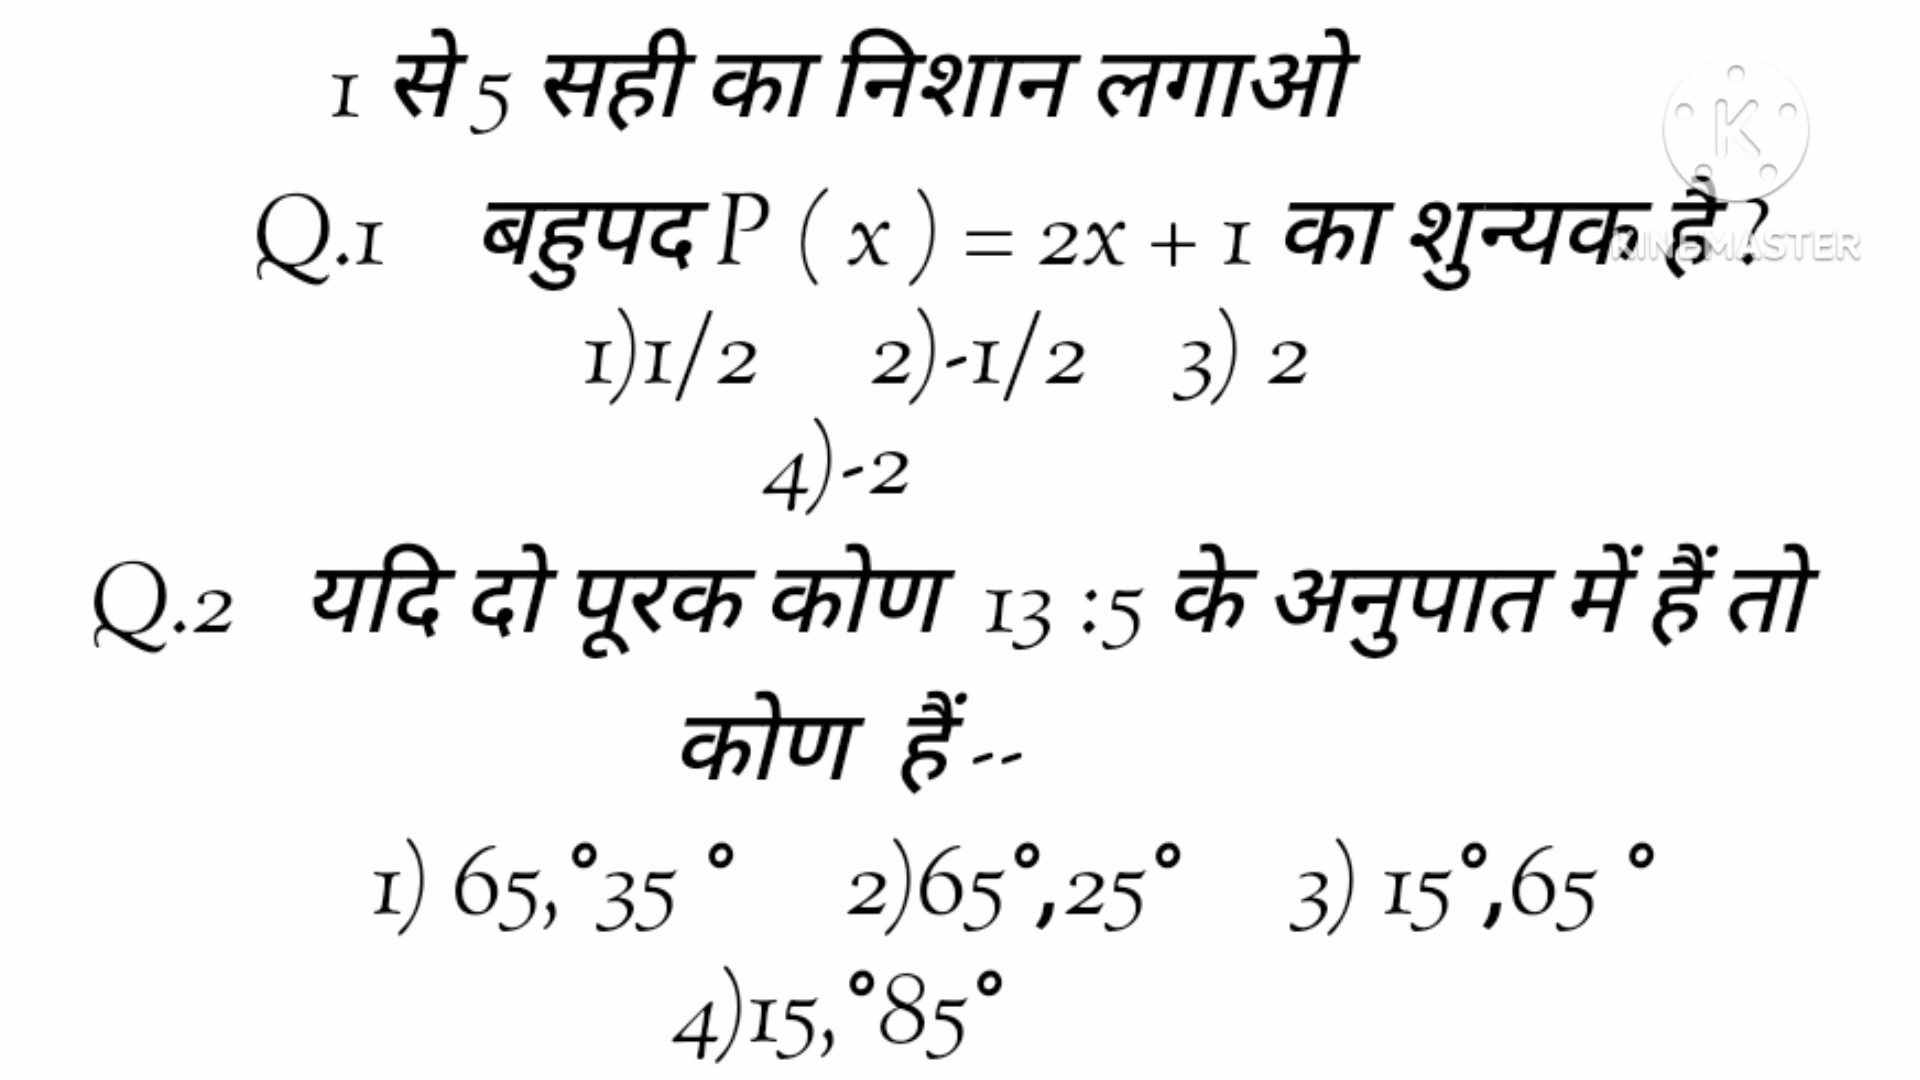 1 से 5 सही का निशान लगाओ
Q.1 बहुपद P ( x ) = 2x + 1 का शुन्यक है ?
KINEMASTER
1)1/2 2)-1/2 3) 2
4)-2
Q.2 यदि दो पूरक कोण 13 :5 के अनुपात में हैं तो
कोण हैं --
1) 65,°35 ° 2)65°,25° 3) 15°,65 °
4)15,°85°